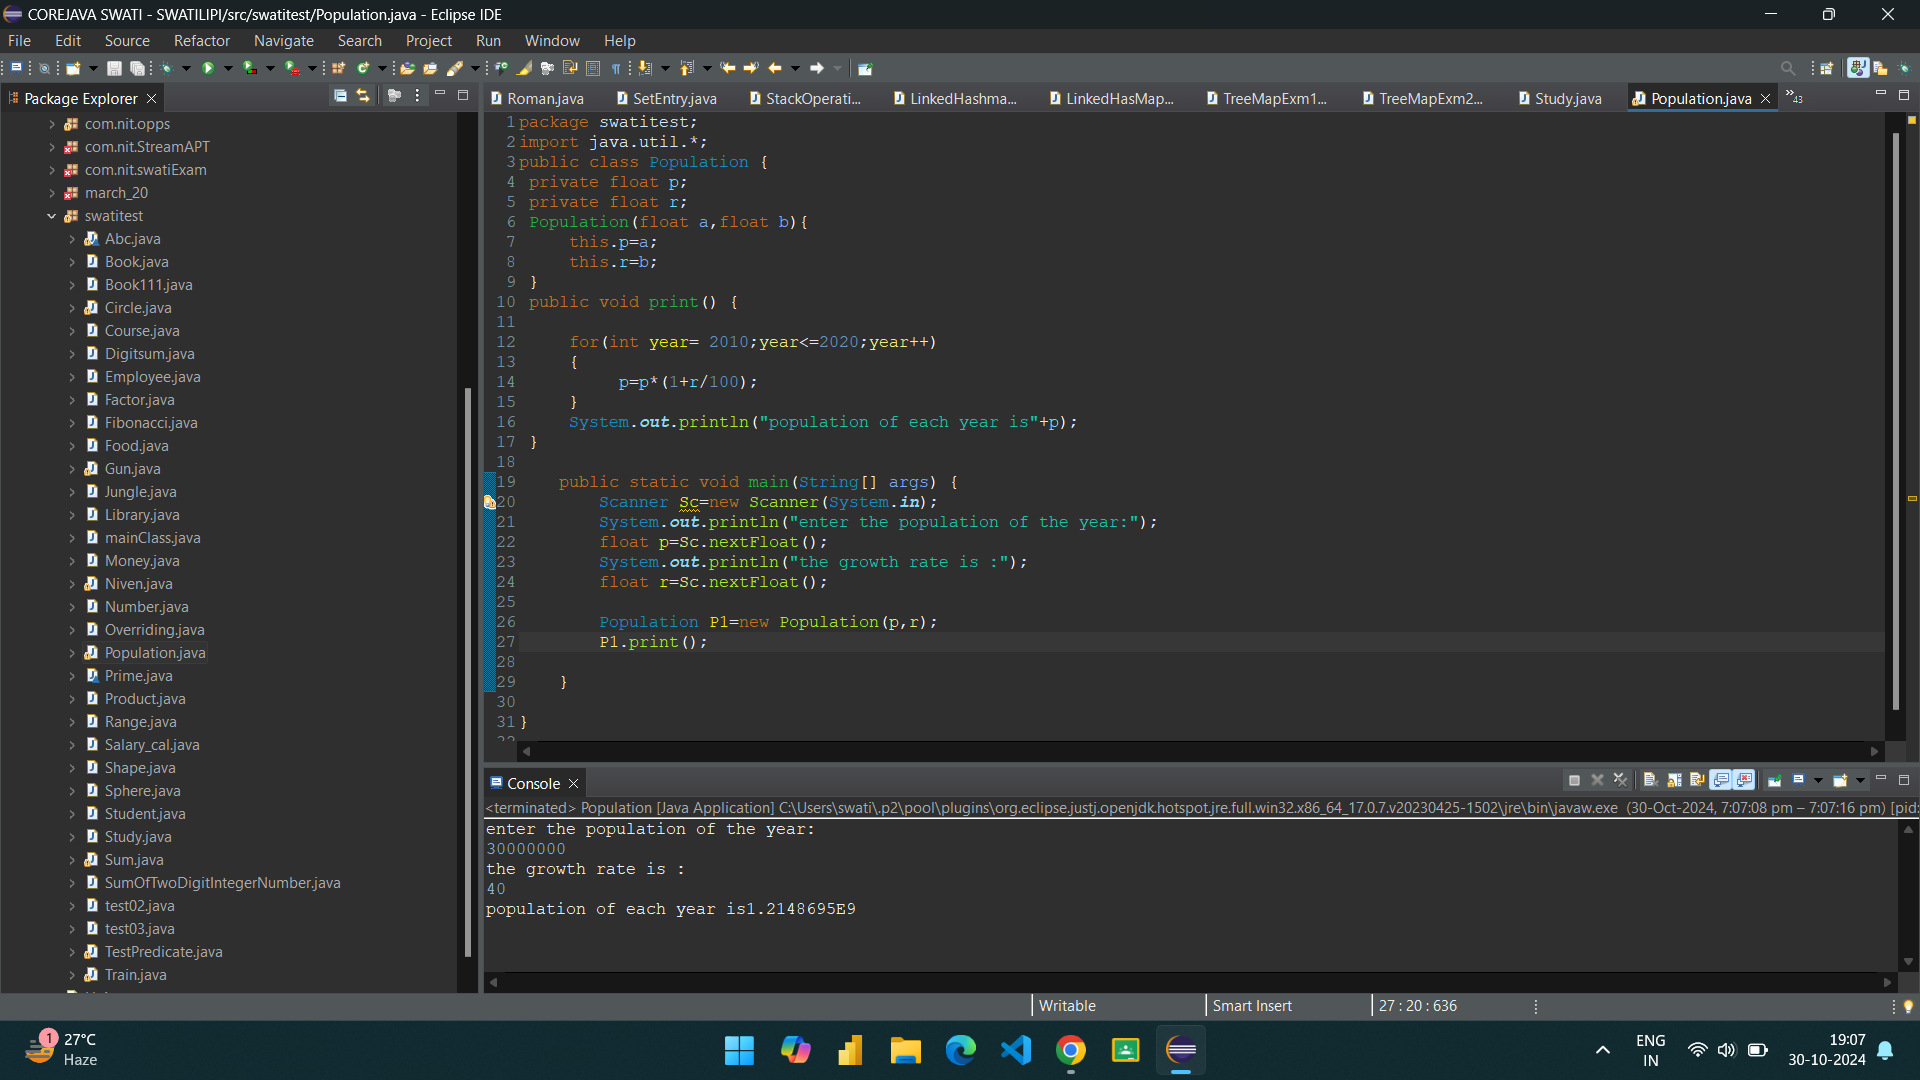 COREJAVA SWATI - SWATILIPI/src/swatitest/Population.java - Eclipse IDE
File Edit Source Refactor Navigate Search Project Run Window Help
Package Explorer
com.nit.opps
com.nit.StreamAPT
com.nit.swatiExam
march_20
swatitest
Abc.java
Book.java
Book111.java
Circle.java
Course.java
Digitsum.java
Employee.java
Factor.java
Fibonacci.java
Food.java
Gun.java
Jungle.java
Library.java
mainClass.java
Money.java
Niven.java
Number.java
Overriding.java
Population.java
Prime.java
Product.java
Range.java
Salary_cal.java
Shape.java
Sphere.java
Student.java
Study.java
Sum.java
SumOfTwoDigitIntegerNumber.java
test02.java
test03.java
TestPredicate.java
Train.java
Roman.java SetEntry.java StackOperati... LinkedHashma... LinkedHasMap... TreeMapExm1... TreeMapExm2... Study.java Population.java »43
1 package swatitest;
2 import java.util.*;
3 public class Population {
4 private float p;
5 private float r;
6 Population(float a,float b){
7 this.p=a;
8 this.r=b;
9 }
10 public void print() {
11
12 for(int year= 2010;year<=2020;year++)
13 {
14 p=p*(1+r/100);
15 }
16 System.out.println("population of each year is"+p);
17 }
18
19 public static void main(String[] args) {
20 Scanner Sc=new Scanner(System.in);
21 System.out.println("enter the population of the year:");
22 float p=Sc.nextFloat();
23 System.out.println("the growth rate is :");
24 float r=Sc.nextFloat();
25
26 Population P1=new Population(p,r);
27 P1.print();
28
29 }
30
31 }
Console
<terminated> Population [Java Application] C:\Users\swati\.p2\pool\plugins\org.eclipse.justj.openjdk.hotspot.jre.full.win32.x86_64_17.0.7.v20230425-1502\jre\bin\javaw.exe (30-Oct-2024, 7:07:08 pm – 7:07:16 pm) [pid:
enter the population of the year:
30000000
the growth rate is :
40
population of each year is1.2148695E9
Writable Smart Insert 27 : 20 : 636
1
27°C
Haze
ENG
IN
19:07
30-10-2024